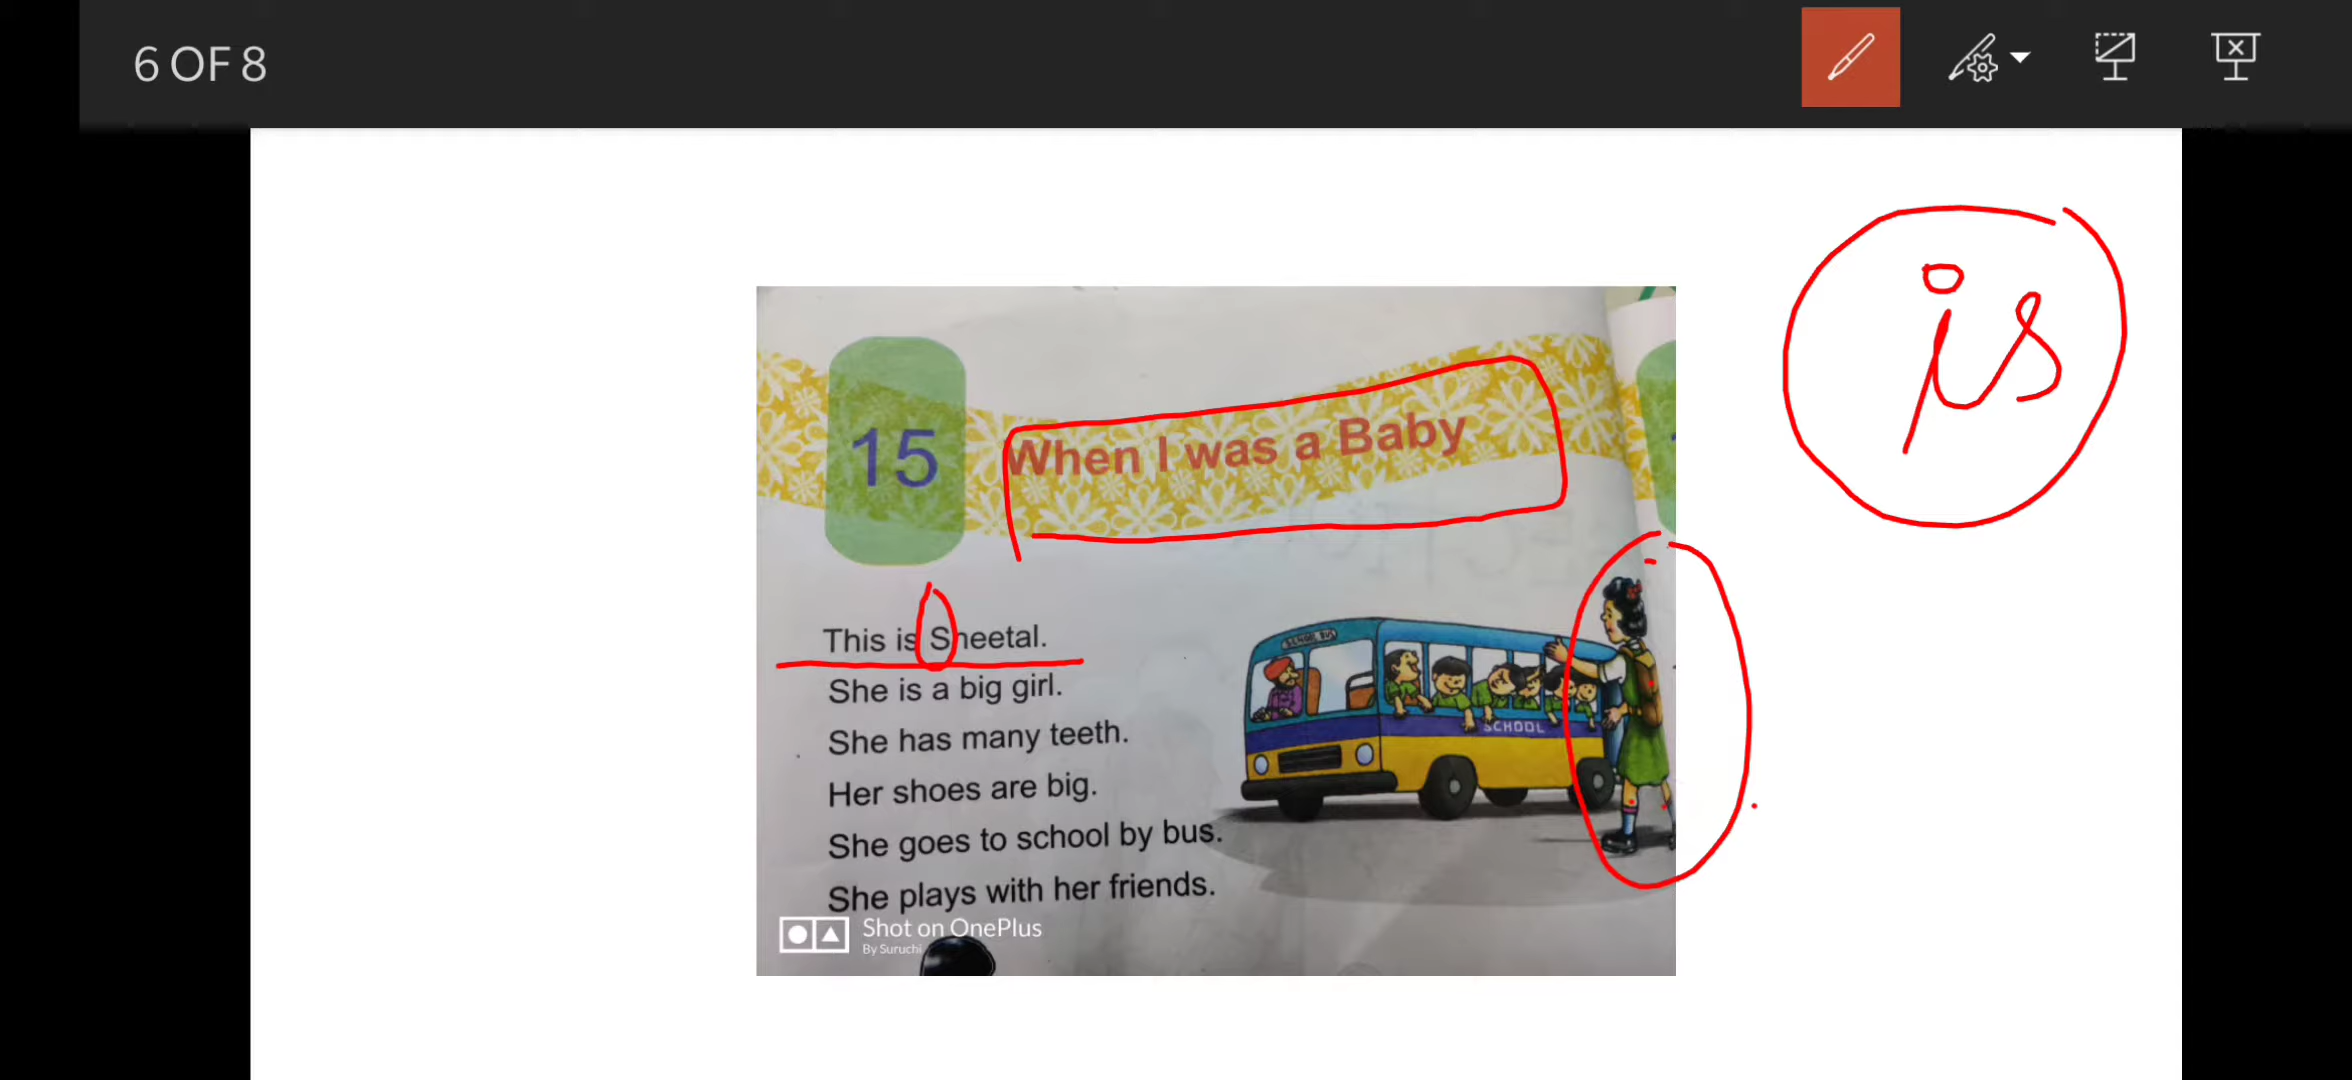 6 OF 8
is
15
When I was a Baby
This is Sheetal.
She is a big girl.
She has many teeth.
Her shoes are big.
She goes to school by bus.
She plays with her friends.
SCHOOL BUS
SCHOOL
Shot on OnePlus
By Suruchi